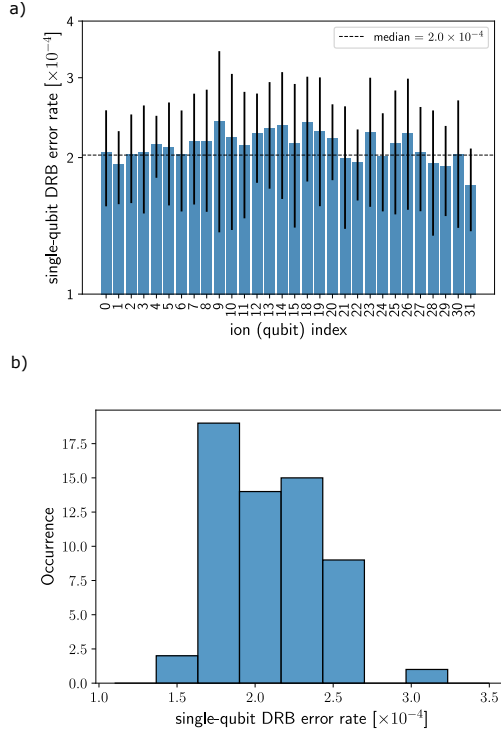 a)
4
3
2
1
single-qubit DRB error rate [×10⁻⁴]
median = 2.0 × 10⁻⁴
0 1 2 3 4 5 6 7 8 9 10 11 12 13 14 15 18 19 20 21 22 23 24 25 26 27 28 29 30 31
ion (qubit) index
b)
17.5
15.0
12.5
10.0
7.5
5.0
2.5
0.0
Occurrence
1.0 1.5 2.0 2.5 3.0 3.5
single-qubit DRB error rate [×10⁻⁴]